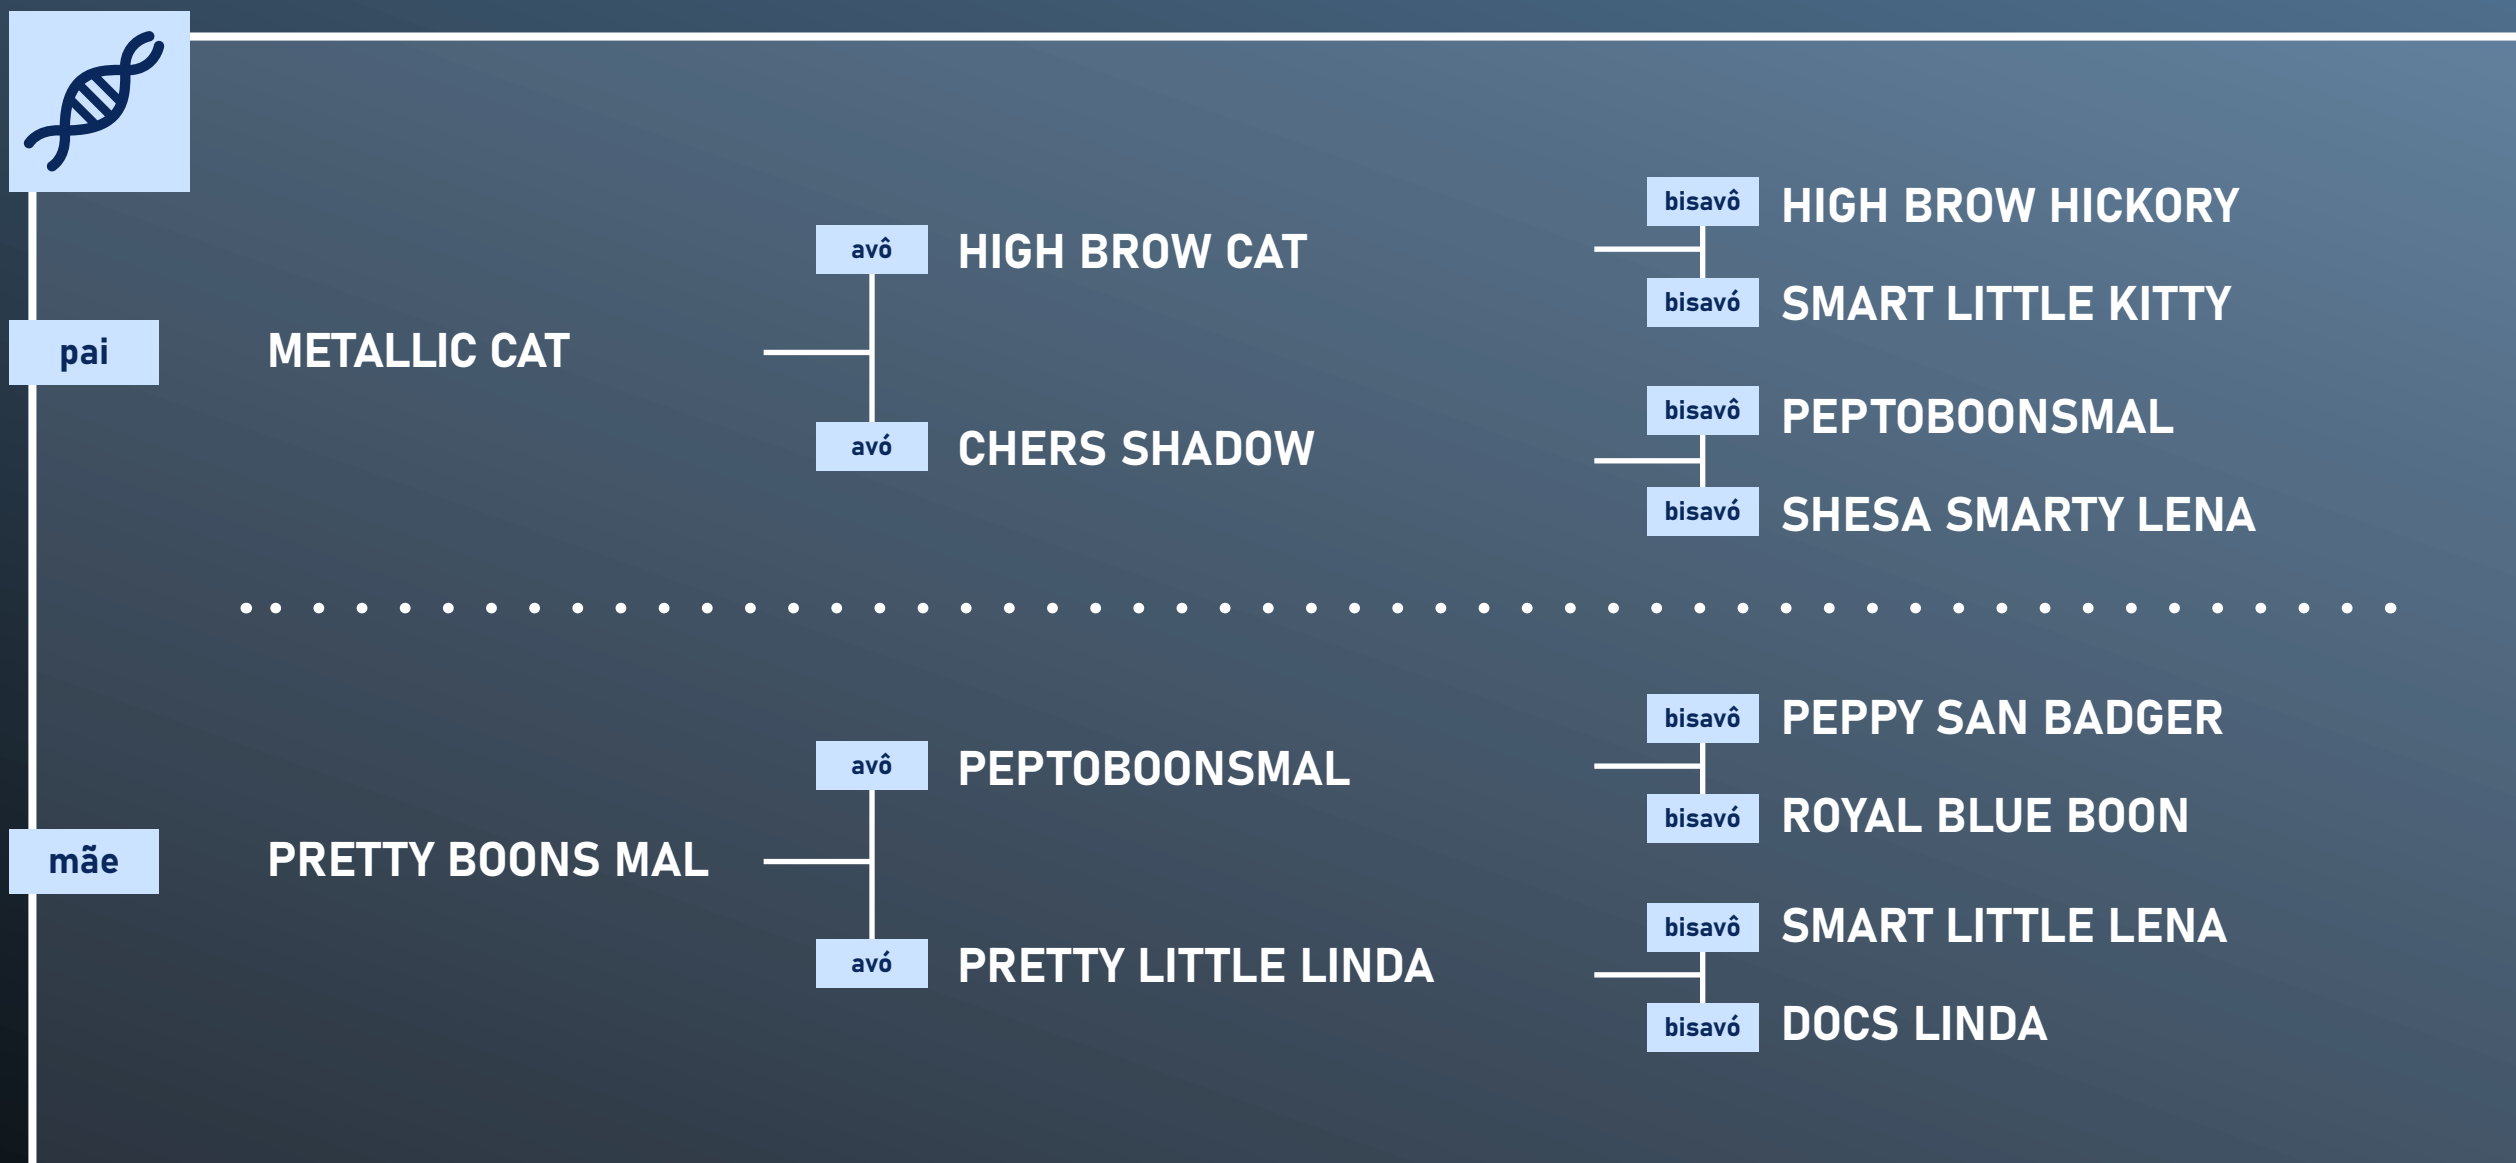 pai
METALLIC CAT
avô
HIGH BROW CAT
bisavô
HIGH BROW HICKORY
bisavó
SMART LITTLE KITTY
avó
CHERS SHADOW
bisavô
PEPTOBOONSMAL
bisavó
SHESA SMARTY LENA
mãe
PRETTY BOONS MAL
avô
PEPTOBOONSMAL
bisavô
PEPPY SAN BADGER
bisavó
ROYAL BLUE BOON
avó
PRETTY LITTLE LINDA
bisavô
SMART LITTLE LENA
bisavó
DOCS LINDA